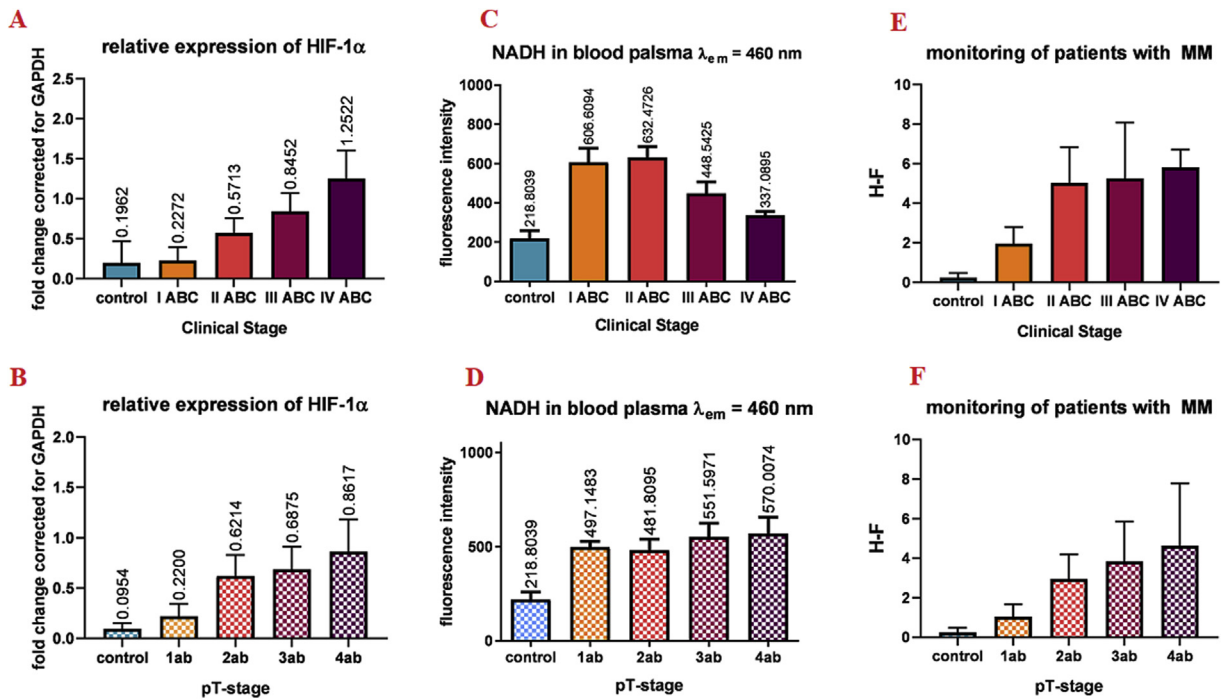 A
relative expression of HIF-1α
fold change corrected for GAPDH
2.5
2.0
1.5
1.0
0.5
0.0
0.1962
0.2272
0.5713
0.8452
1.2522
control I ABC II ABC III ABC IV ABC
Clinical Stage
C
NADH in blood palsma λem = 460 nm
fluorescence intensity
1000
800
600
400
200
0
218.8039
606.6094
632.4726
448.5425
337.0895
control I ABC II ABC III ABC IV ABC
Clinical Stage
E
monitoring of patients with MM
H-F
10
8
6
4
2
0
control I ABC II ABC III ABC IV ABC
Clinical Stage
B
relative expression of HIF-1α
fold change corrected for GAPDH
2.0
1.5
1.0
0.5
0.0
0.0954
0.2200
0.6214
0.6875
0.8617
control 1ab 2ab 3ab 4ab
pT-stage
D
NADH in blood plasma λem = 460 nm
fluorescence intensity
1000
500
0
218.8039
497.1483
481.8095
551.5971
570.0074
control 1ab 2ab 3ab 4ab
pT-stage
F
monitoring of patients with MM
H-F
10
8
6
4
2
0
control 1ab 2ab 3ab 4ab
pT-stage